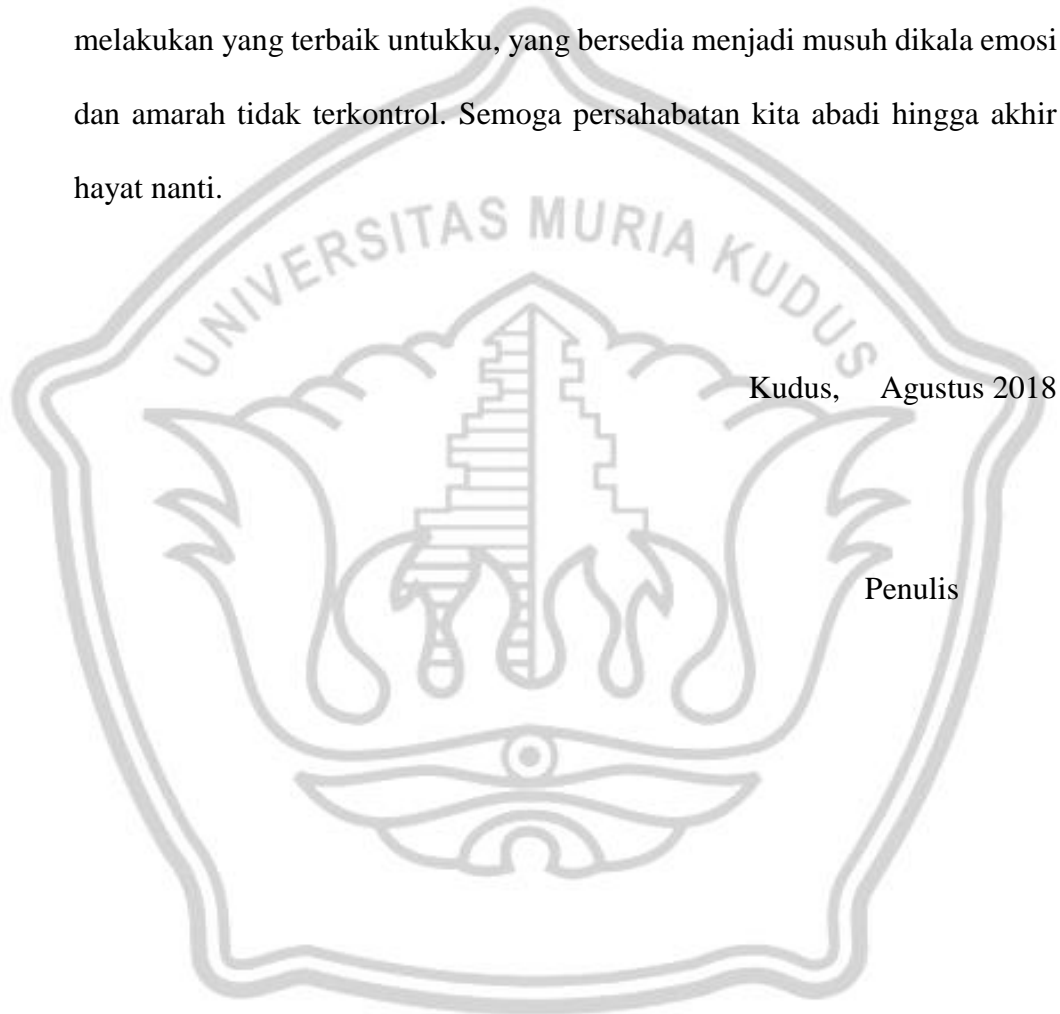 melakukan yang terbaik untukku, yang bersedia menjadi musuh dikala emosi
dan amarah tidak terkontrol. Semoga persahabatan kita abadi hingga akhir
hayat nanti.
UNIVERSITAS MURIA KUDUS
Kudus, Agustus 2018
Penulis